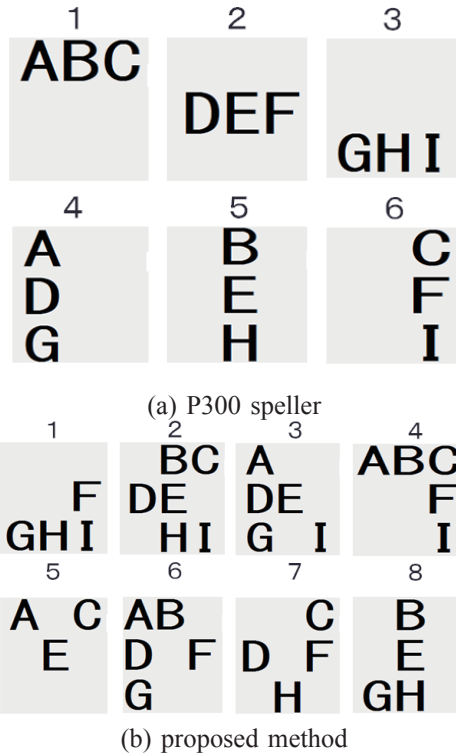 1 2 3
ABC
DEF
GHI
4 5 6
A B C
D E F
G H I
(a) P300 speller
1 2 3 4
BC A ABC
F DE DE F
GHI HI G I I
5 6 7 8
A C AB C B
E D F D F E
G H GH
(b) proposed method